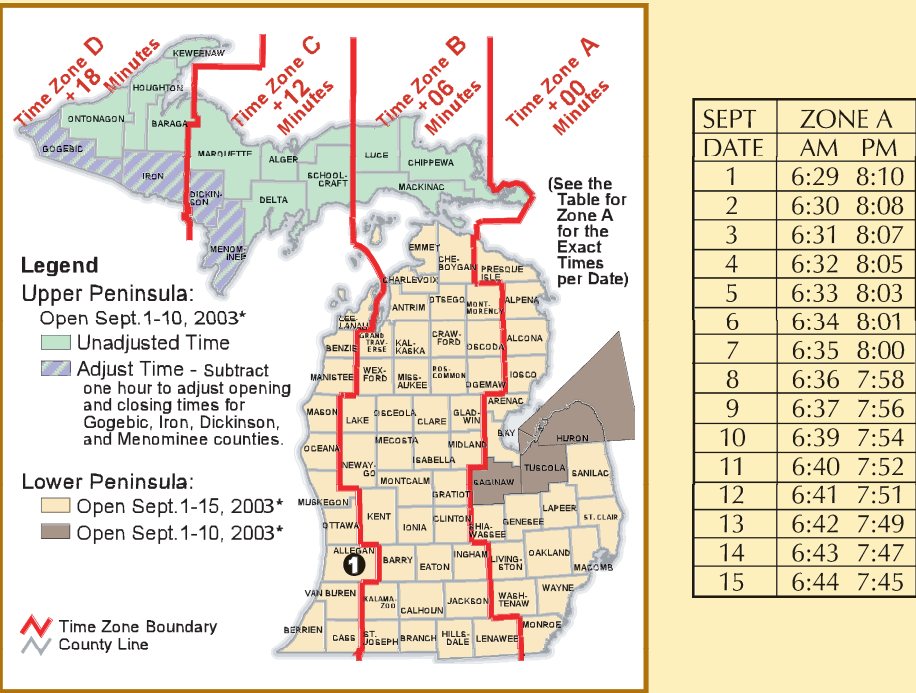 Time Zone D
+18
Minutes
Time Zone C
+12
Minutes
Time Zone B
+06
Minutes
Time Zone A
+00
Minutes
(See the
Table for
Zone A
for the
Exact
Times
per Date)
KEWEENAW
HOUGHTON
ONTONAGON
BARAGA
GOGEBIC
IRON
MARQUETTE
DICKIN-
SON
MENOM-
INEE
ALGER
DELTA
SCHOOL-
CRAFT
LUCE
CHIPPEWA
MACKINAC
EMMEY
CHE-
BOYGAN
PRESQUE
ISLE
CHARLEVOIX
ANTRIM
OTSEGO
MONT-
MORENCY
ALPENA
LEE-
LANAU
BENZIE
GRAND
TRAV-
ERSE
KAL-
KASKA
CRAW-
FORD
OSCODA
ALCONA
MANISTEE
WEX-
FORD
MISS-
AUKEE
ROS-
COMMON
OGEMAW
IOSCO
ARENAC
MASON
LAKE
OSCEOLA
CLARE
GLAD-
WIN
BAY
HURON
OCEANA
NEWAY-
GO
MECOSTA
ISABELLA
MIDLAND
SAGINAW
TUSCOLA
SANILAC
MUSKEGON
MONTCALM
GRATIOT
OTTAWA
KENT
IONIA
CLINTON
SHIA-
WASSEE
GENESEE
LAPEER
ST. CLAIR
ALLEGAN
1
BARRY
EATON
INGHAM
LIVING-
STON
OAKLAND
MACOMB
VAN BUREN
KALAMA-
ZOO
CALHOUN
JACKSON
WASH-
TENAW
WAYNE
BERRIEN
CASS
ST.
JOSEPH
BRANCH
HILLS-
DALE
LENAWEE
MONROE
Legend
Upper Peninsula:
Open Sept.1-10, 2003*
Unadjusted Time
Adjust Time - Subtract
one hour to adjust opening
and closing times for
Gogebic, Iron, Dickinson,
and Menominee counties.
Lower Peninsula:
Open Sept.1-15, 2003*
Open Sept.1-10, 2003*
Time Zone Boundary
County Line
SEPT ZONE A
DATE AM PM
1 6:29 8:10
2 6:30 8:08
3 6:31 8:07
4 6:32 8:05
5 6:33 8:03
6 6:34 8:01
7 6:35 8:00
8 6:36 7:58
9 6:37 7:56
10 6:39 7:54
11 6:40 7:52
12 6:41 7:51
13 6:42 7:49
14 6:43 7:47
15 6:44 7:45